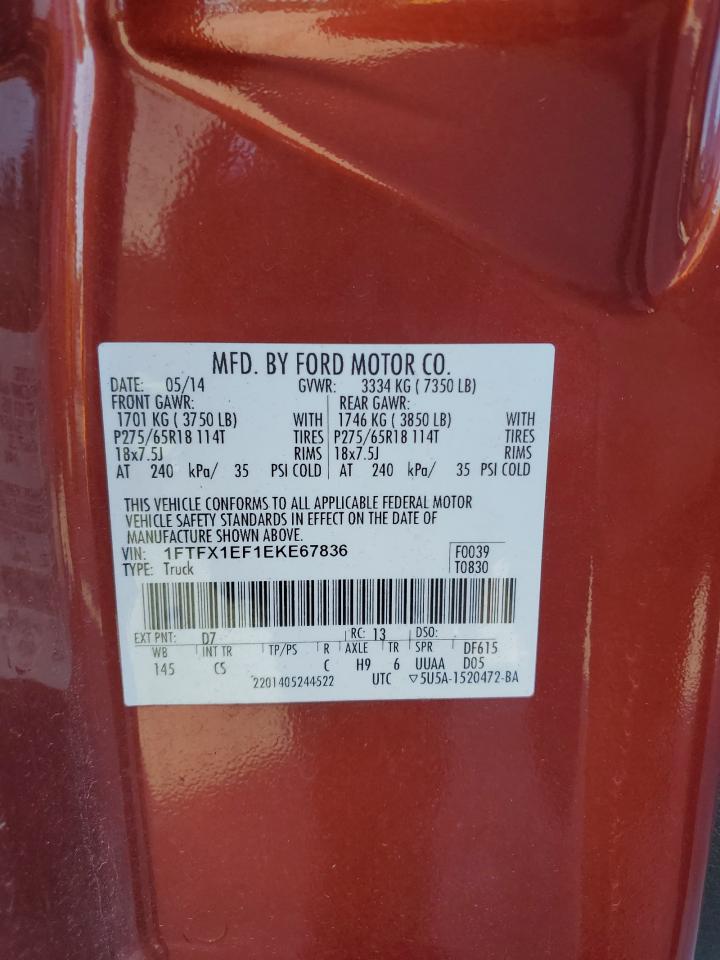 MFD. BY FORD MOTOR CO.
DATE: 05/14 GVWR: 3334 KG ( 7350 LB)
FRONT GAWR: REAR GAWR:
1701 KG ( 3750 LB) WITH 1746 KG ( 3850 LB) WITH
P275/65R18 114T TIRES P275/65R18 114T TIRES
18x7.5J RIMS 18x7.5J RIMS
AT 240 kPa/ 35 PSI COLD AT 240 kPa/ 35 PSI COLD
THIS VEHICLE CONFORMS TO ALL APPLICABLE FEDERAL MOTOR
VEHICLE SAFETY STANDARDS IN EFFECT ON THE DATE OF
MANUFACTURE SHOWN ABOVE.
VIN: 1FTFX1EF1EKE67836 F0039
TYPE: Truck T0830
EXT PNT: D7 RC: 13 DSO:
WB INT TR TP/PS R AXLE TR SPR DF615
145 CS C H9 6 UUAA D05
2201405244522 UTC ▽5U5A-1520472-BA